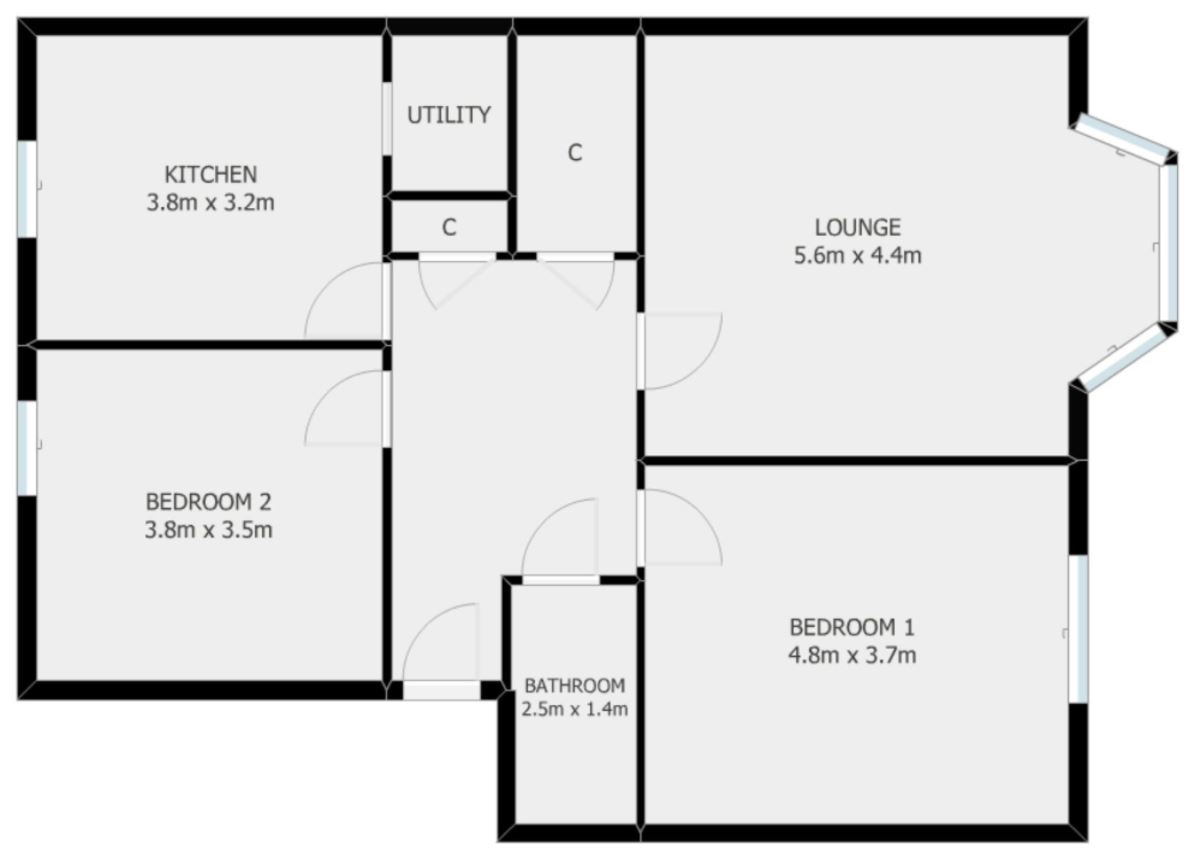 UTILITY
C
KITCHEN
3.8m x 3.2m
C
LOUNGE
5.6m x 4.4m
BEDROOM 2
3.8m x 3.5m
BEDROOM 1
4.8m x 3.7m
BATHROOM
2.5m x 1.4m